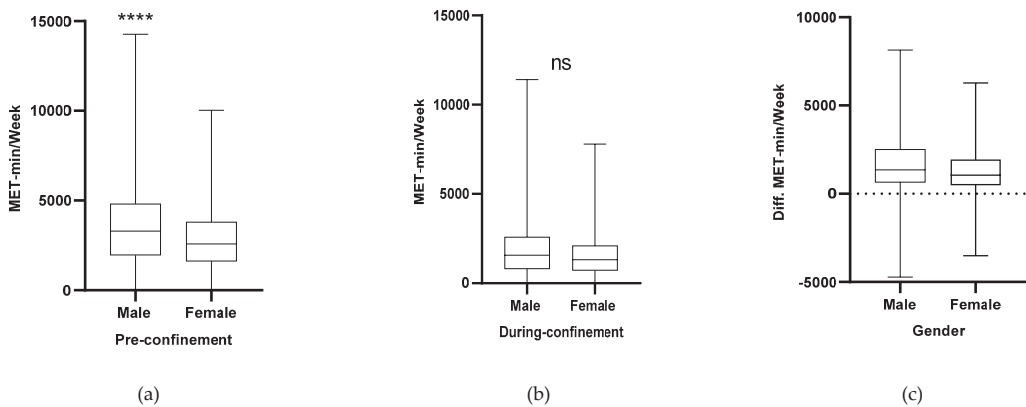 15000
10000
5000
0
MET-min/Week
****
Male
Female
Pre-confinement
(a)
15000
10000
5000
0
MET-min/Week
ns
Male
Female
During-confinement
(b)
10000
5000
0
-5000
Diff. MET-min/Week
Male
Female
Gender
(c)